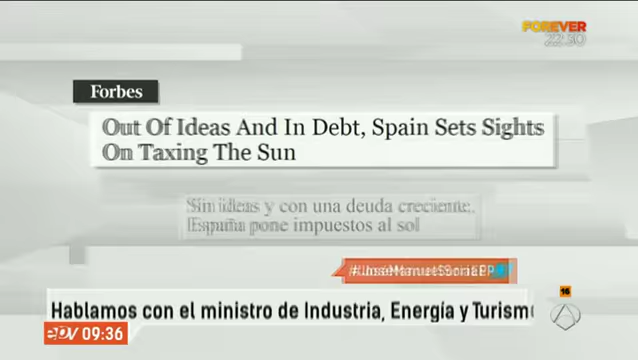 FOREVER
22:30
Forbes
Out Of Ideas And In Debt, Spain Sets Sights
On Taxing The Sun
Sin ideas y con una deuda creciente,
España pone impuestos al sol
Hablamos con el ministro de Industria, Energía y Turismo
16
epv 09:36